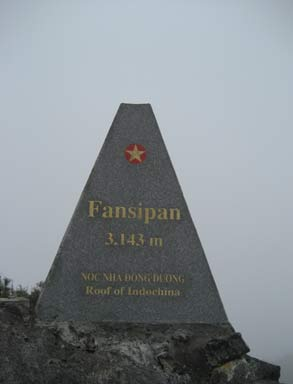 Fansipan
3.143 m
NÓC NHÀ ĐÔNG DƯƠNG
Roof of Indochina